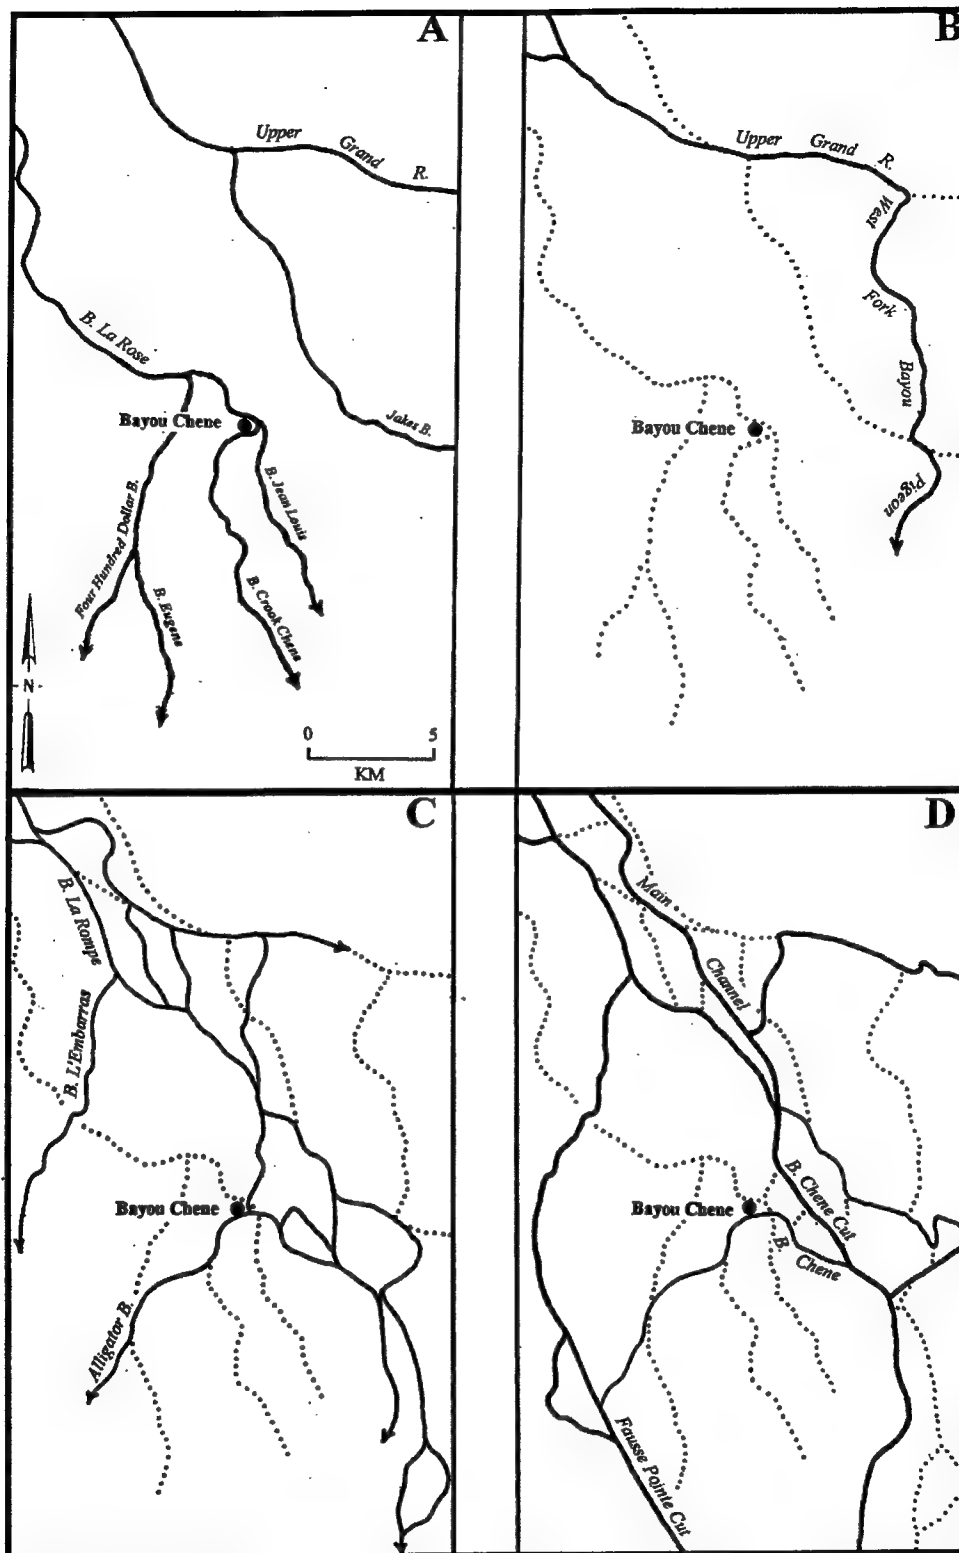 A
Upper Grand R.
B. La Rose
Bayou Chene
Jakes B.
B. Jean Louis
Four Hundred Dollar B.
B. Eugene
B. Crook Chene
N
0 5
KM
B
Upper Grand R.
West
Fork
Bayou
Pigeon
Bayou Chene
C
B. La Rompe
B. L'Embarras
Bayou Chene
Alligator B.
D
Main
Channel
B. Chene Cut
Bayou Chene
B. Chene
Fausse Pointe Cut